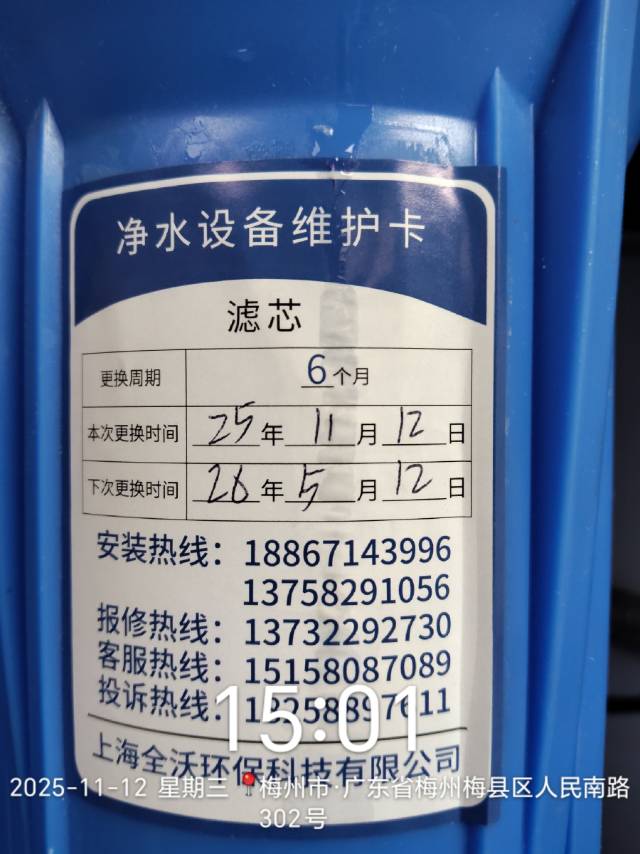 净水设备维护卡
滤芯
更换周期 6个月
本次更换时间 25年11月12日
下次更换时间 26年5月12日
安装热线：18867143996
13758291056
报修热线：13732292730
客服热线：15158087089
投诉热线：18258897611
15:01
上海全沃环保科技有限公司
2025-11-12 星期三 梅州市·广东省梅州梅县区人民南路
302号